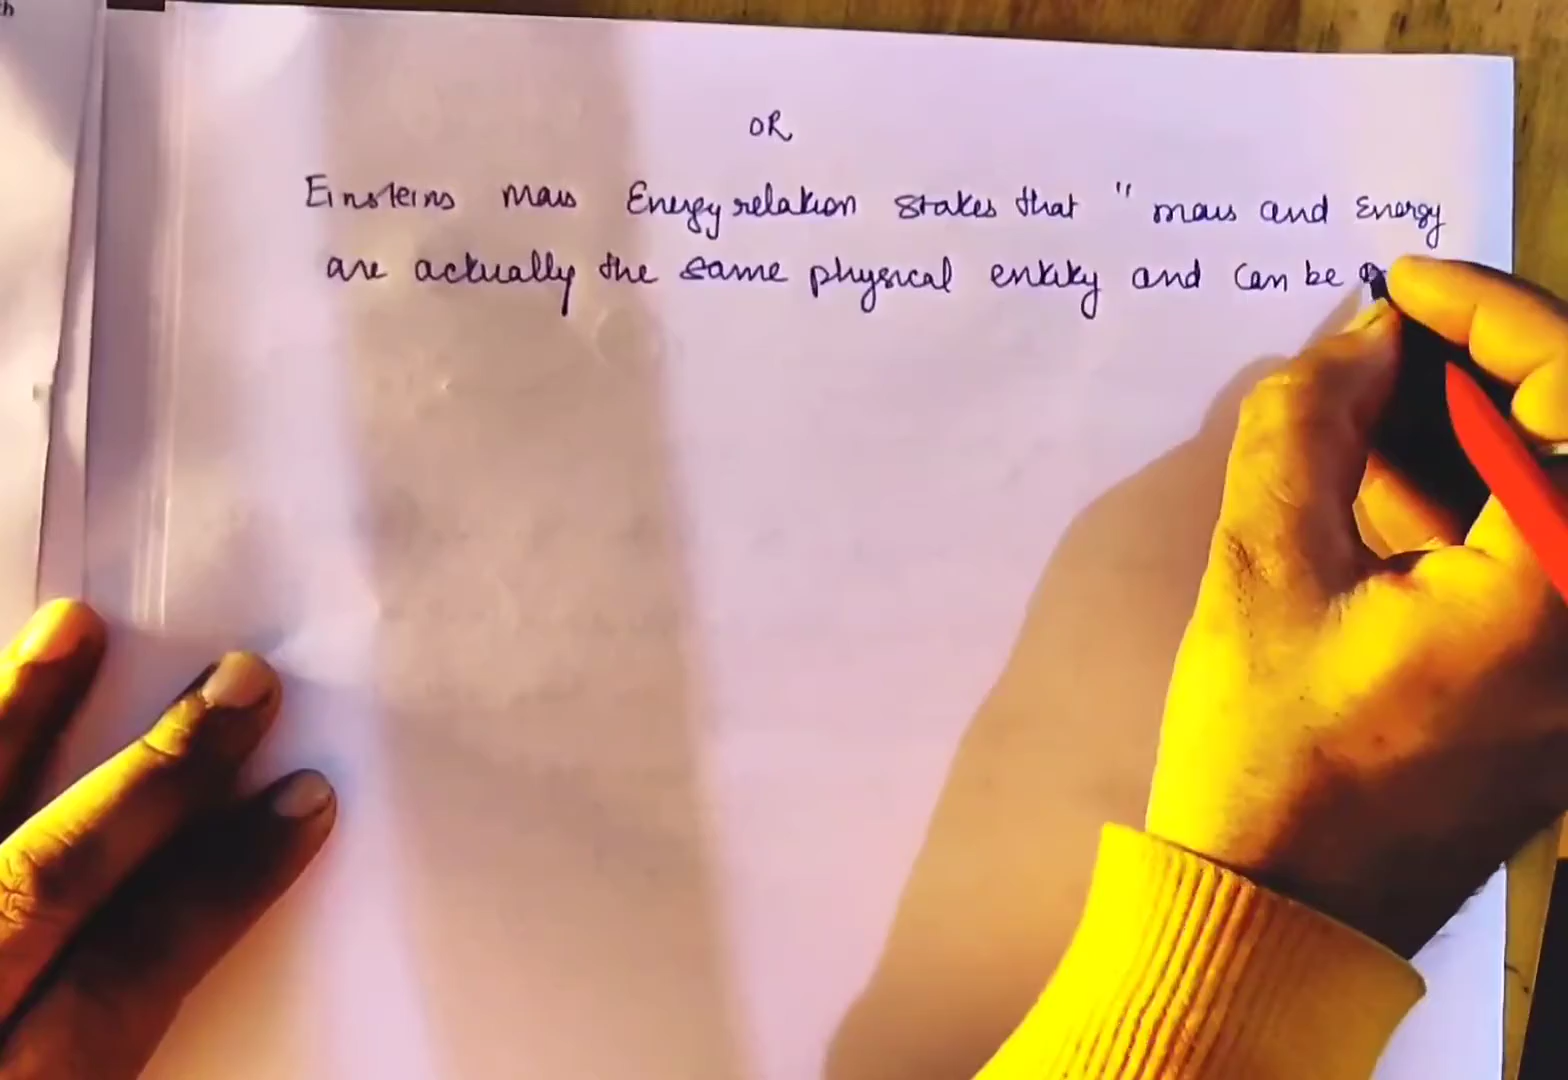 th
OR
Einsteins mass Energy relation states that " mass and Energy
are actually the same physical entity and can be